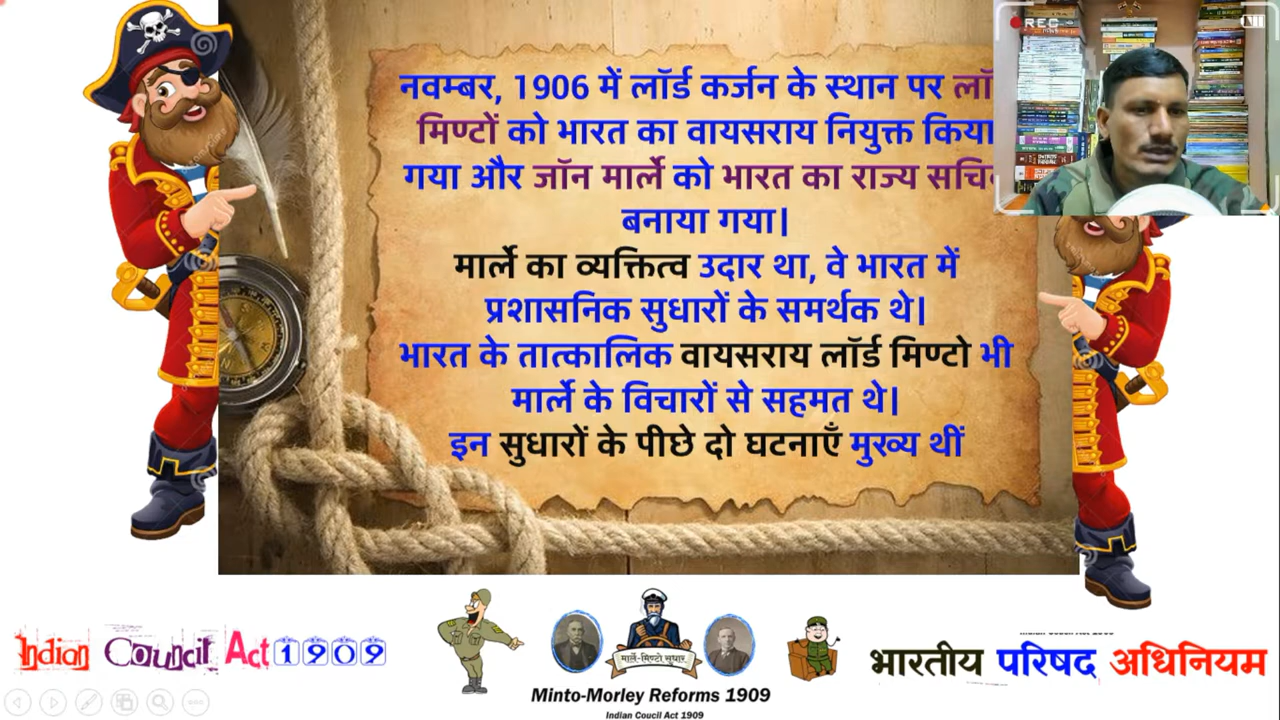 नवम्बर, 1906 में लॉर्ड कर्जन के स्थान पर
मिण्टो को भारत का वायसराय नियुक्त किया
गया और जॉन मार्ले को भारत का राज्य
बनाया गया|
मार्ले का व्यक्तित्व उदार था, वे भारत में
प्रशासनिक सुधारों के समर्थक थे|
भारत के तात्कालिक वायसराय लॉर्ड मिण्टो भी
मार्ले के विचारों से सहमत थे|
इन सुधारों के पीछे दो घटनाएँ मुख्य थीं
REC
Indian Council Act 1909
मार्ले-मिण्टो सुधार
Minto-Morley Reforms 1909
Indian Coucil Act 1909
भारतीय परिषद अधिनियम